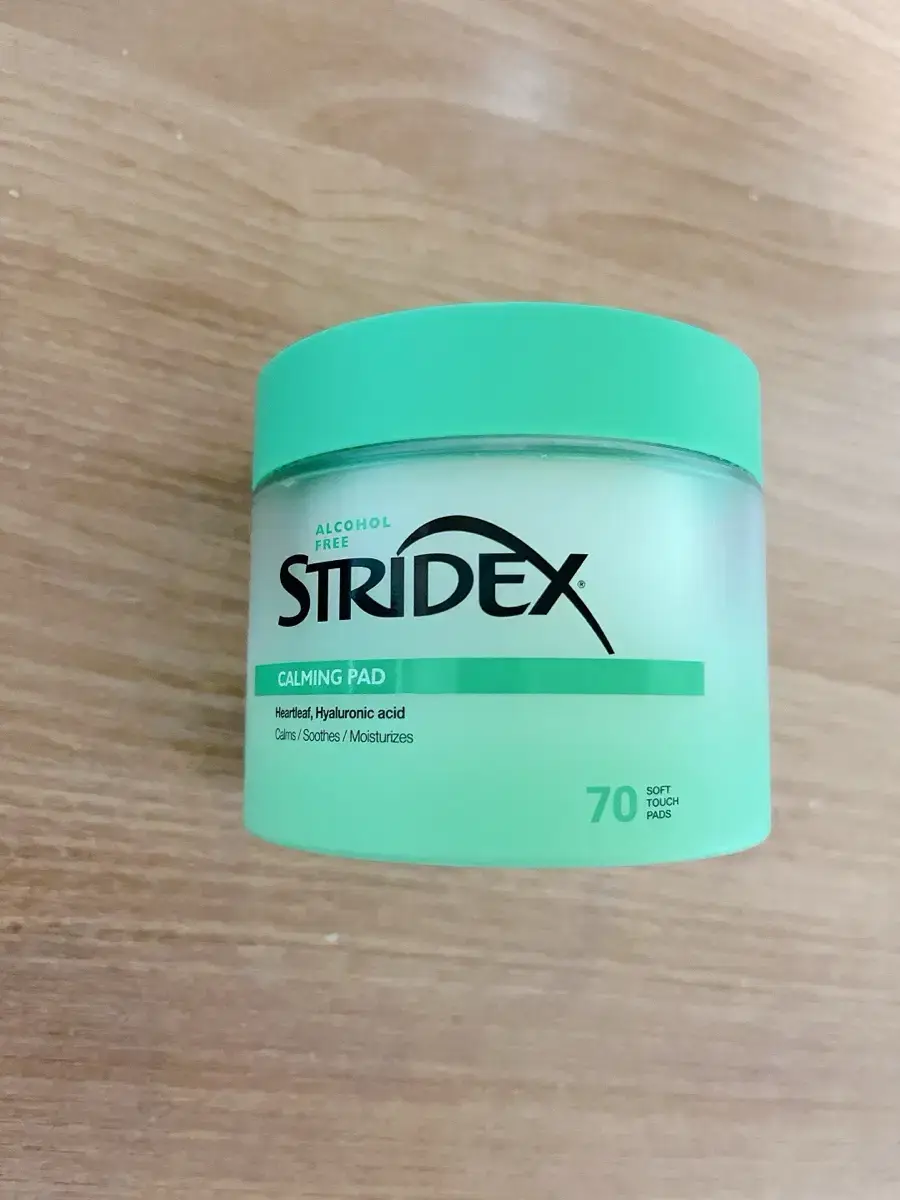 ALCOHOL
FREE
STRIDEX®
CALMING PAD
Heartleaf, Hyaluronic acid
Calms / Soothes / Moisturizes
70 SOFT
TOUCH
PADS